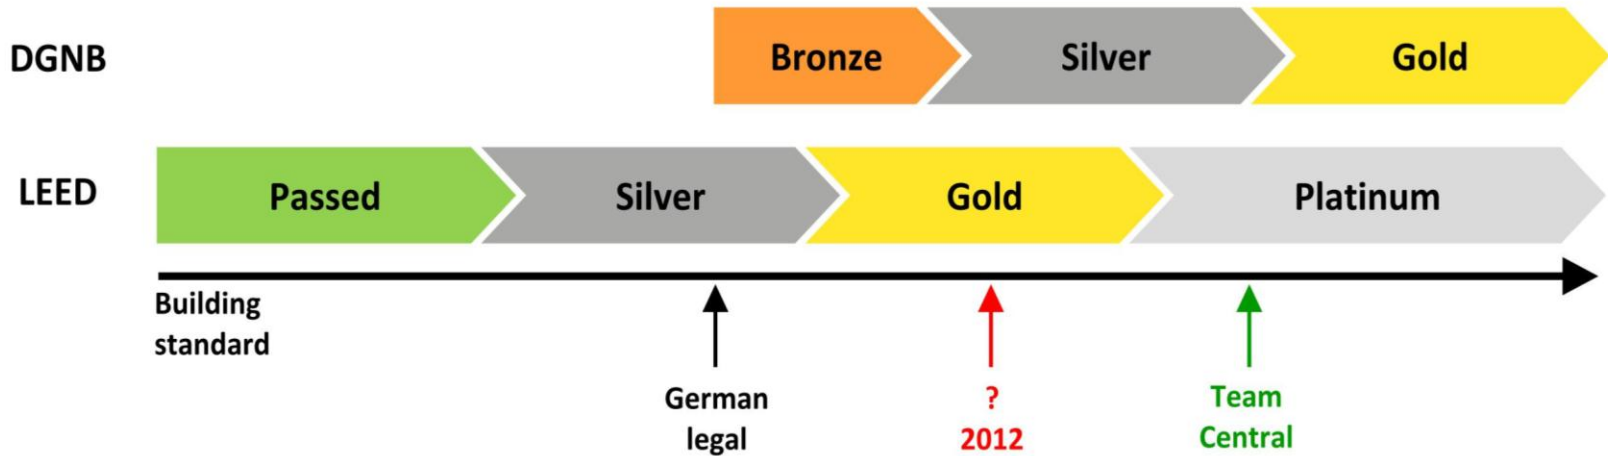 DGNB
Bronze
Silver
Gold
LEED
Passed
Silver
Gold
Platinum
Building
standard
German
legal
?
2012
Team
Central